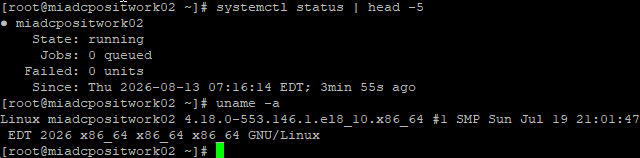 [root@miadcpositwork02 ~]# systemctl status | head -5
● miadcpositwork02
    State: running
     Jobs: 0 queued
   Failed: 0 units
    Since: Thu 2026-08-13 07:16:14 EDT; 3min 55s ago
[root@miadcpositwork02 ~]# uname -a
Linux miadcpositwork02 4.18.0-553.146.1.el8_10.x86_64 #1 SMP Sun Jul 19 21:01:47
 EDT 2026 x86_64 x86_64 x86_64 GNU/Linux
[root@miadcpositwork02 ~]#